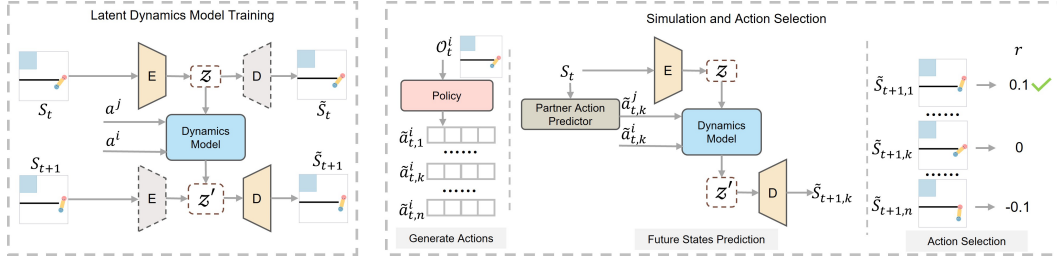 Latent Dynamics Model Training
S_t
E
z
D
S̃_t
a^j
a^i
Dynamics
Model
S_{t+1}
S̃_{t+1}
E
z'
D
Simulation and Action Selection
O_t^i
Policy
ã_{t,1}^i
......
ã_{t,k}^i
......
ã_{t,n}^i
Generate Actions
S_t
E
z
Partner Action
Predictor
ã_{t,k}^j
ã_{t,k}^i
Dynamics
Model
z'
D
S̃_{t+1,k}
Future States Prediction
r
S̃_{t+1,1}
0.1
......
S̃_{t+1,k}
0
......
S̃_{t+1,n}
-0.1
Action Selection